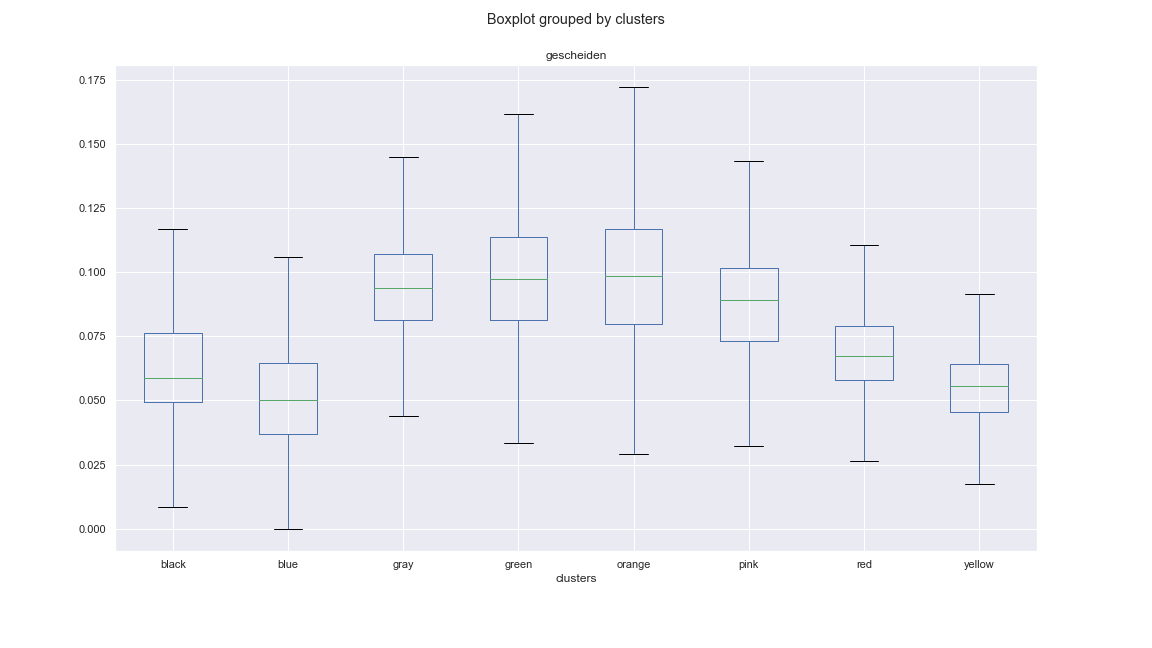 Boxplot grouped by clusters
gescheiden
0.175
0.150
0.125
0.100
0.075
0.050
0.025
0.000
black blue gray green orange pink red yellow
clusters